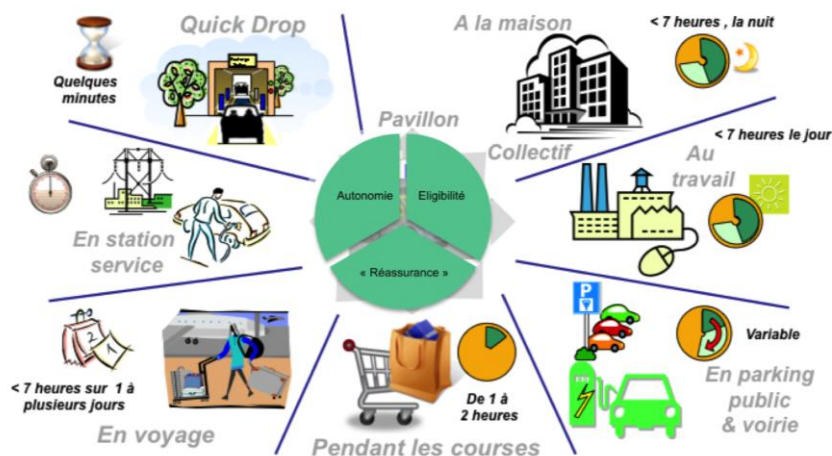 Quick Drop
Quelques
minutes
A la maison
< 7 heures , la nuit
Pavillon
Collectif
< 7 heures le jour
Au
travail
Autonomie
Eligibilité
« Réassurance »
En station
service
P
Variable
En parking
public
& voirie
2
1
< 7 heures sur 1 à
plusieurs jours
En voyage
De 1 à
2 heures
Pendant les courses